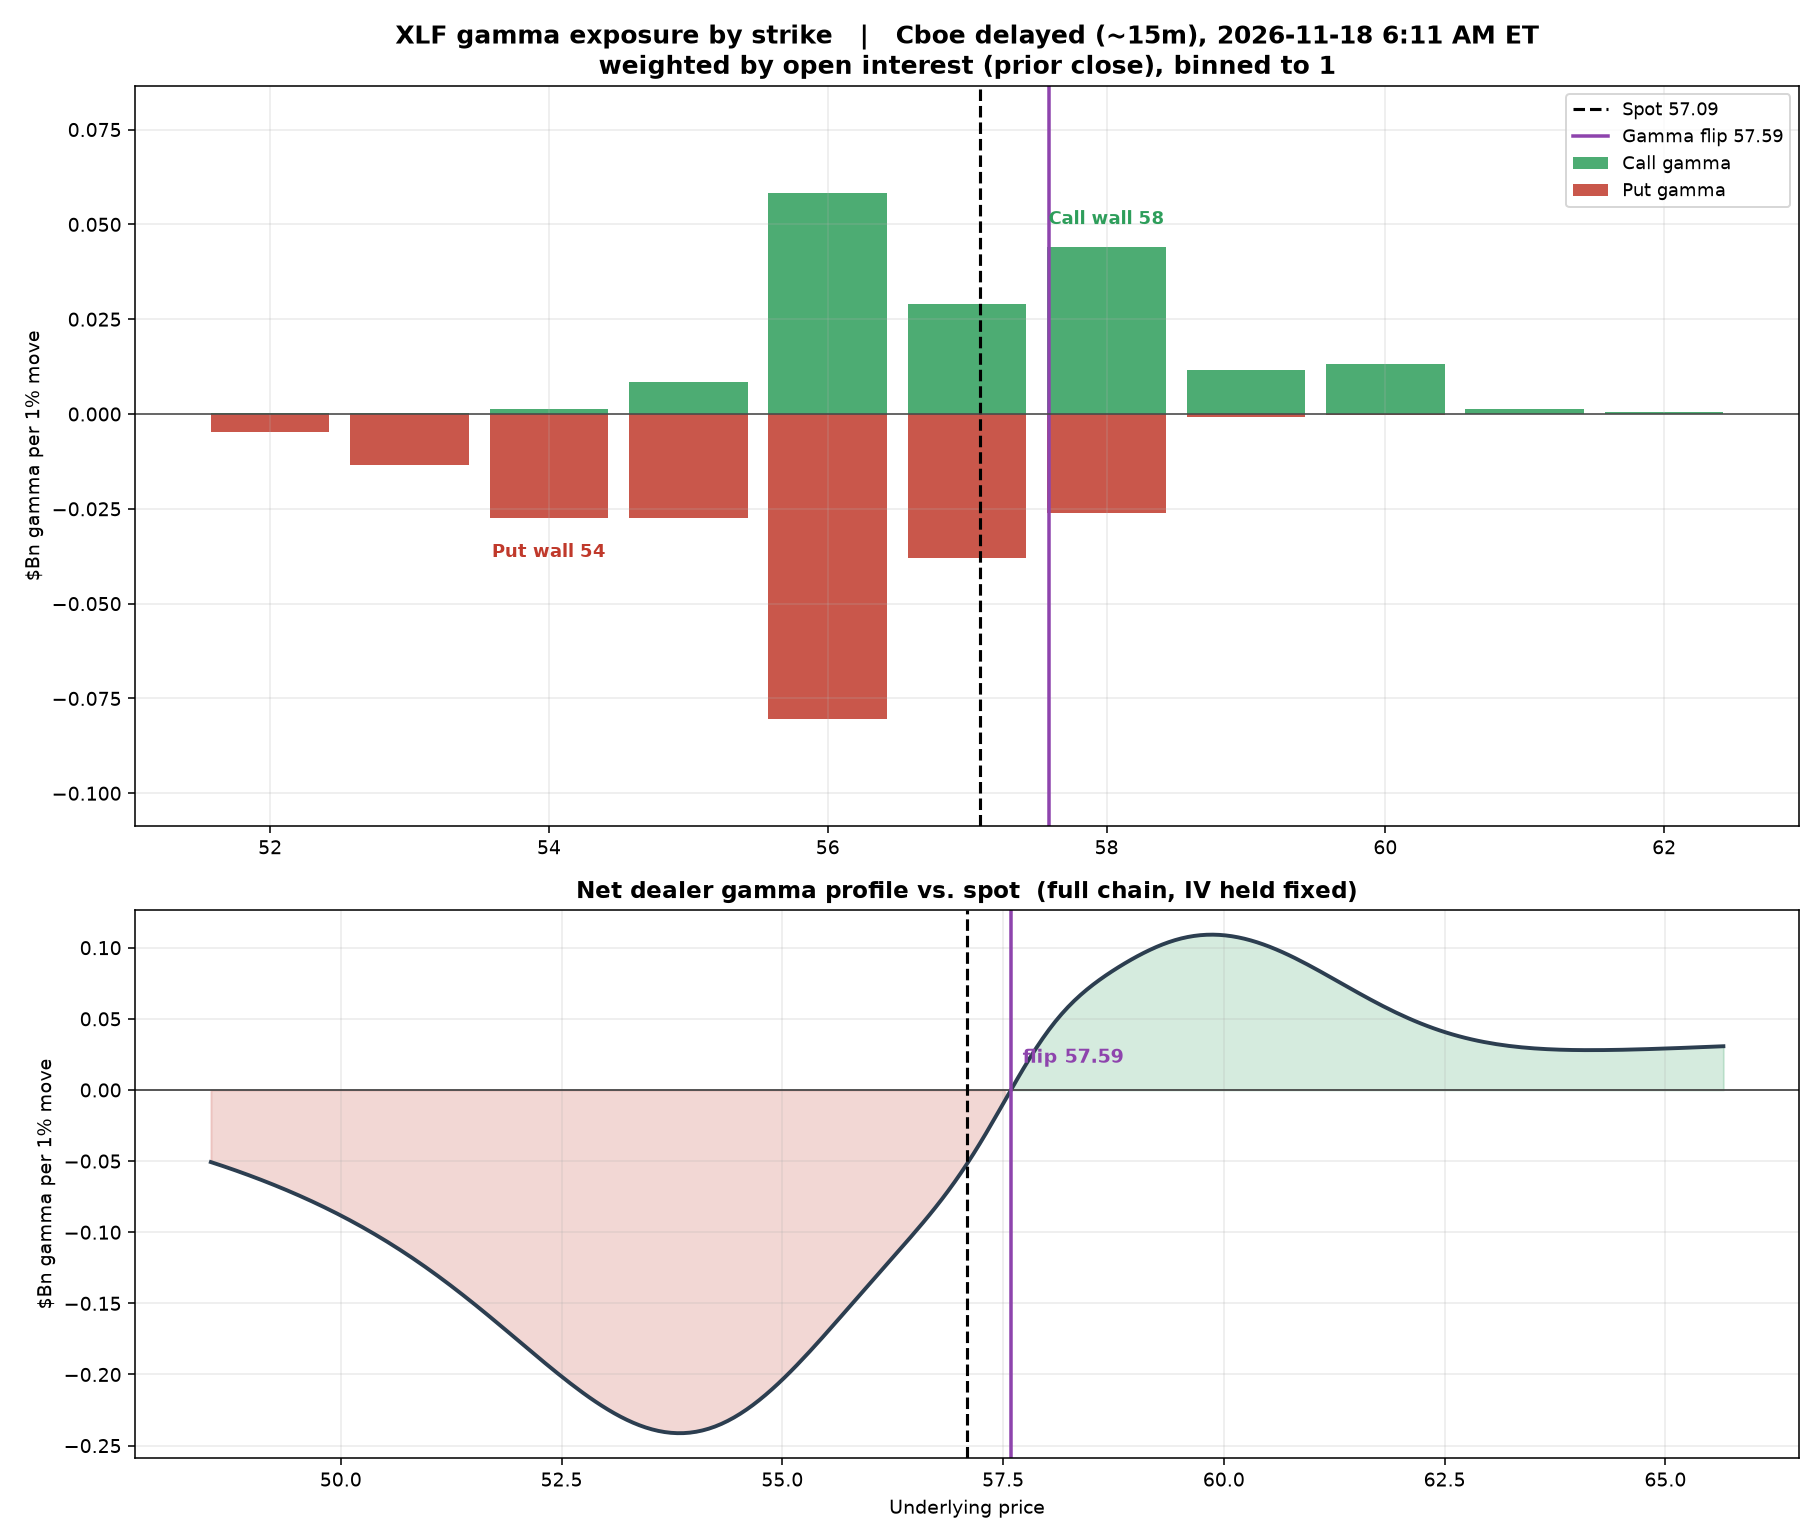 XLF gamma exposure by strike | Cboe delayed (~15m), 2026-11-18 6:11 AM ET
weighted by open interest (prior close), binned to 1
Spot 57.09
Gamma flip 57.59
Call gamma
Put gamma
Call wall 58
Put wall 54
$Bn gamma per 1% move
0.075
0.050
0.025
0.000
−0.025
−0.050
−0.075
−0.100
52 54 56 58 60 62
Net dealer gamma profile vs. spot (full chain, IV held fixed)
flip 57.59
$Bn gamma per 1% move
0.10
0.05
0.00
−0.05
−0.10
−0.15
−0.20
−0.25
50.0 52.5 55.0 57.5 60.0 62.5 65.0
Underlying price